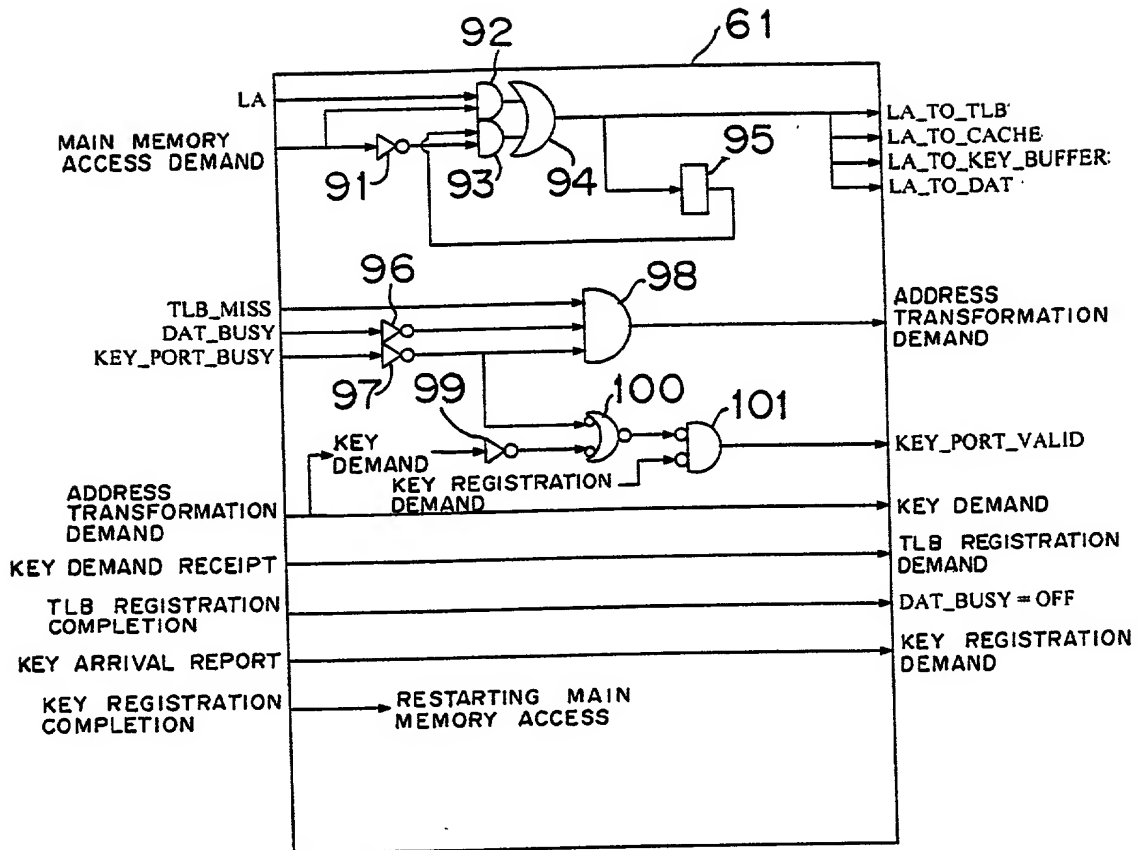 61
92
LA
MAIN MEMORY
ACCESS DEMAND
91
93
94
95
LA_TO_TLB
LA_TO_CACHE
LA_TO_KEY_BUFFER
LA_TO_DAT
96
98
TLB_MISS
DAT_BUSY
KEY_PORT_BUSY
ADDRESS
TRANSFORMATION
DEMAND
97
99
100
101
KEY
DEMAND
KEY REGISTRATION
DEMAND
KEY_PORT_VALID
ADDRESS
TRANSFORMATION
DEMAND
KEY DEMAND
KEY DEMAND RECEIPT
TLB REGISTRATION
DEMAND
TLB REGISTRATION
COMPLETION
DAT_BUSY = OFF
KEY ARRIVAL REPORT
KEY REGISTRATION
DEMAND
KEY REGISTRATION
COMPLETION
RESTARTING MAIN
MEMORY ACCESS